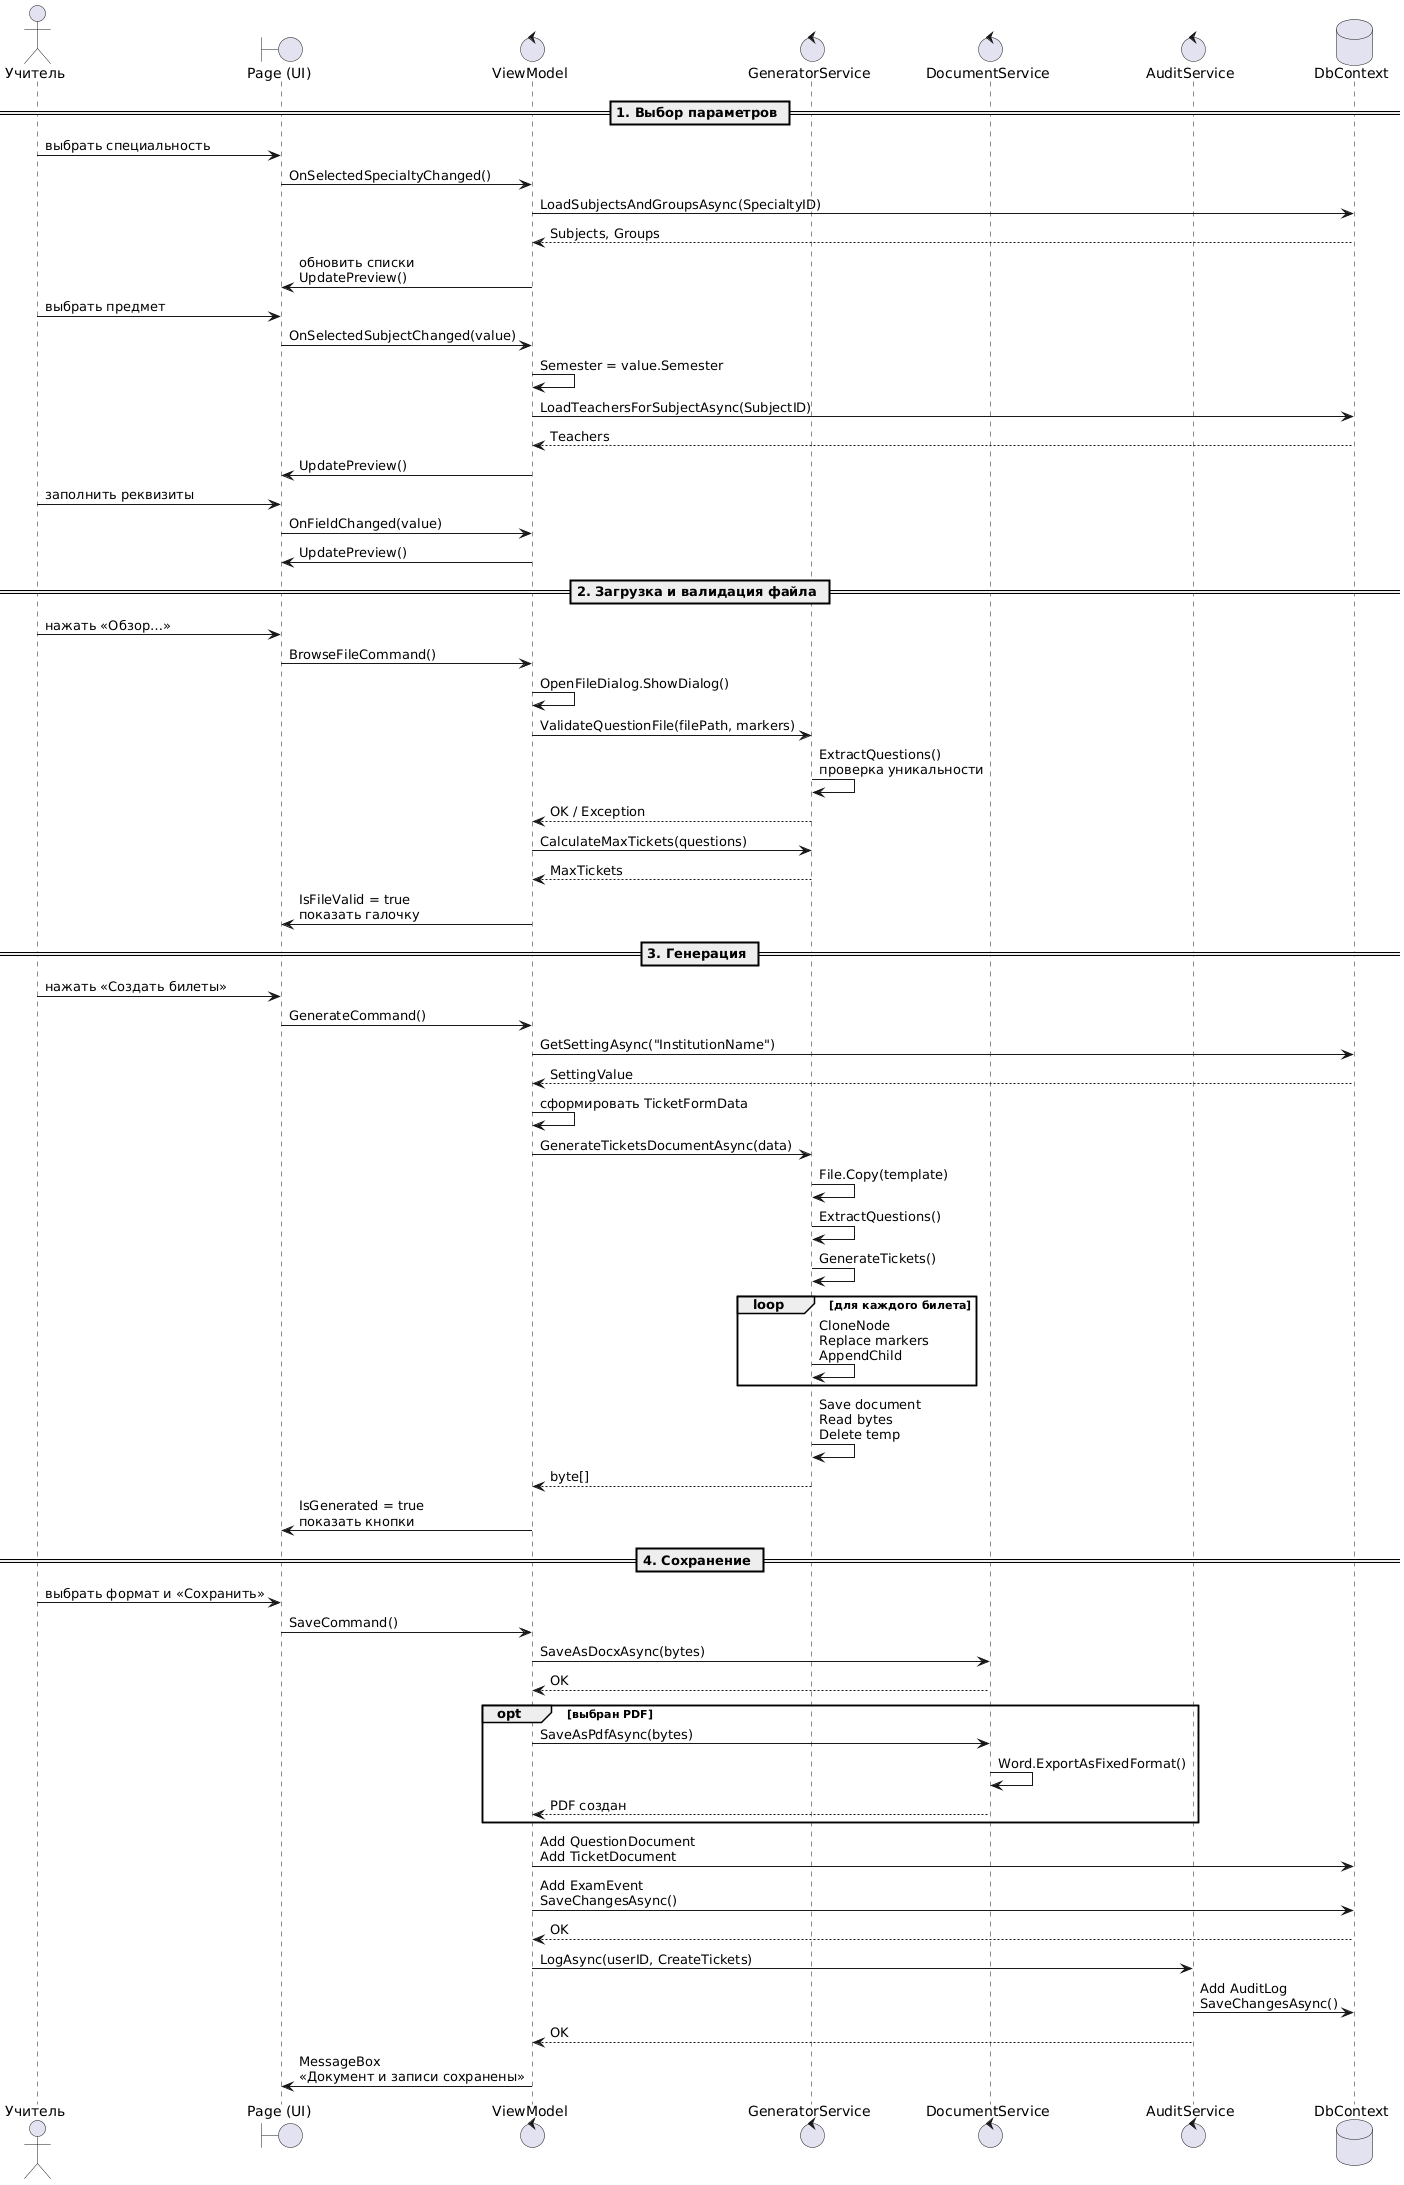 Учитель
Page (UI)
ViewModel
GeneratorService
DocumentService
AuditService
DbContext
1. Выбор параметров
выбрать специальность
OnSelectedSpecialtyChanged()
LoadSubjectsAndGroupsAsync(SpecialtyID)
Subjects, Groups
обновить списки
UpdatePreview()
выбрать предмет
OnSelectedSubjectChanged(value)
Semester = value.Semester
LoadTeachersForSubjectAsync(SubjectID)
Teachers
UpdatePreview()
заполнить реквизиты
OnFieldChanged(value)
UpdatePreview()
2. Загрузка и валидация файла
нажать «Обзор...»
BrowseFileCommand()
OpenFileDialog.ShowDialog()
ValidateQuestionFile(filePath, markers)
ExtractQuestions()
проверка уникальности
OK / Exception
CalculateMaxTickets(questions)
MaxTickets
IsFileValid = true
показать галочку
3. Генерация
нажать «Создать билеты»
GenerateCommand()
GetSettingAsync("InstitutionName")
SettingValue
сформировать TicketFormData
GenerateTicketsDocumentAsync(data)
File.Copy(template)
ExtractQuestions()
GenerateTickets()
loop
[для каждого билета]
CloneNode
Replace markers
AppendChild
Save document
Read bytes
Delete temp
byte[]
IsGenerated = true
показать кнопки
4. Сохранение
выбрать формат и «Сохранить»
SaveCommand()
SaveAsDocxAsync(bytes)
OK
opt
[выбран PDF]
SaveAsPdfAsync(bytes)
Word.ExportAsFixedFormat()
PDF создан
Add QuestionDocument
Add TicketDocument
Add ExamEvent
SaveChangesAsync()
OK
LogAsync(userID, CreateTickets)
Add AuditLog
SaveChangesAsync()
OK
MessageBox
«Документ и записи сохранены»
Учитель
Page (UI)
ViewModel
GeneratorService
DocumentService
AuditService
DbContext